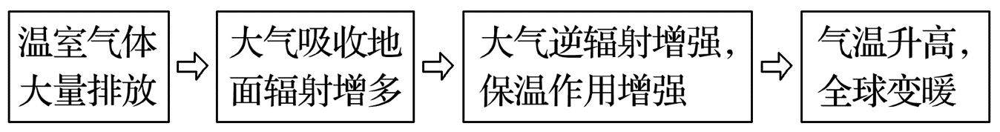 温室气体
大量排放
大气吸收地
面辐射增多
大气逆辐射增强，
保温作用增强
气温升高，
全球变暖